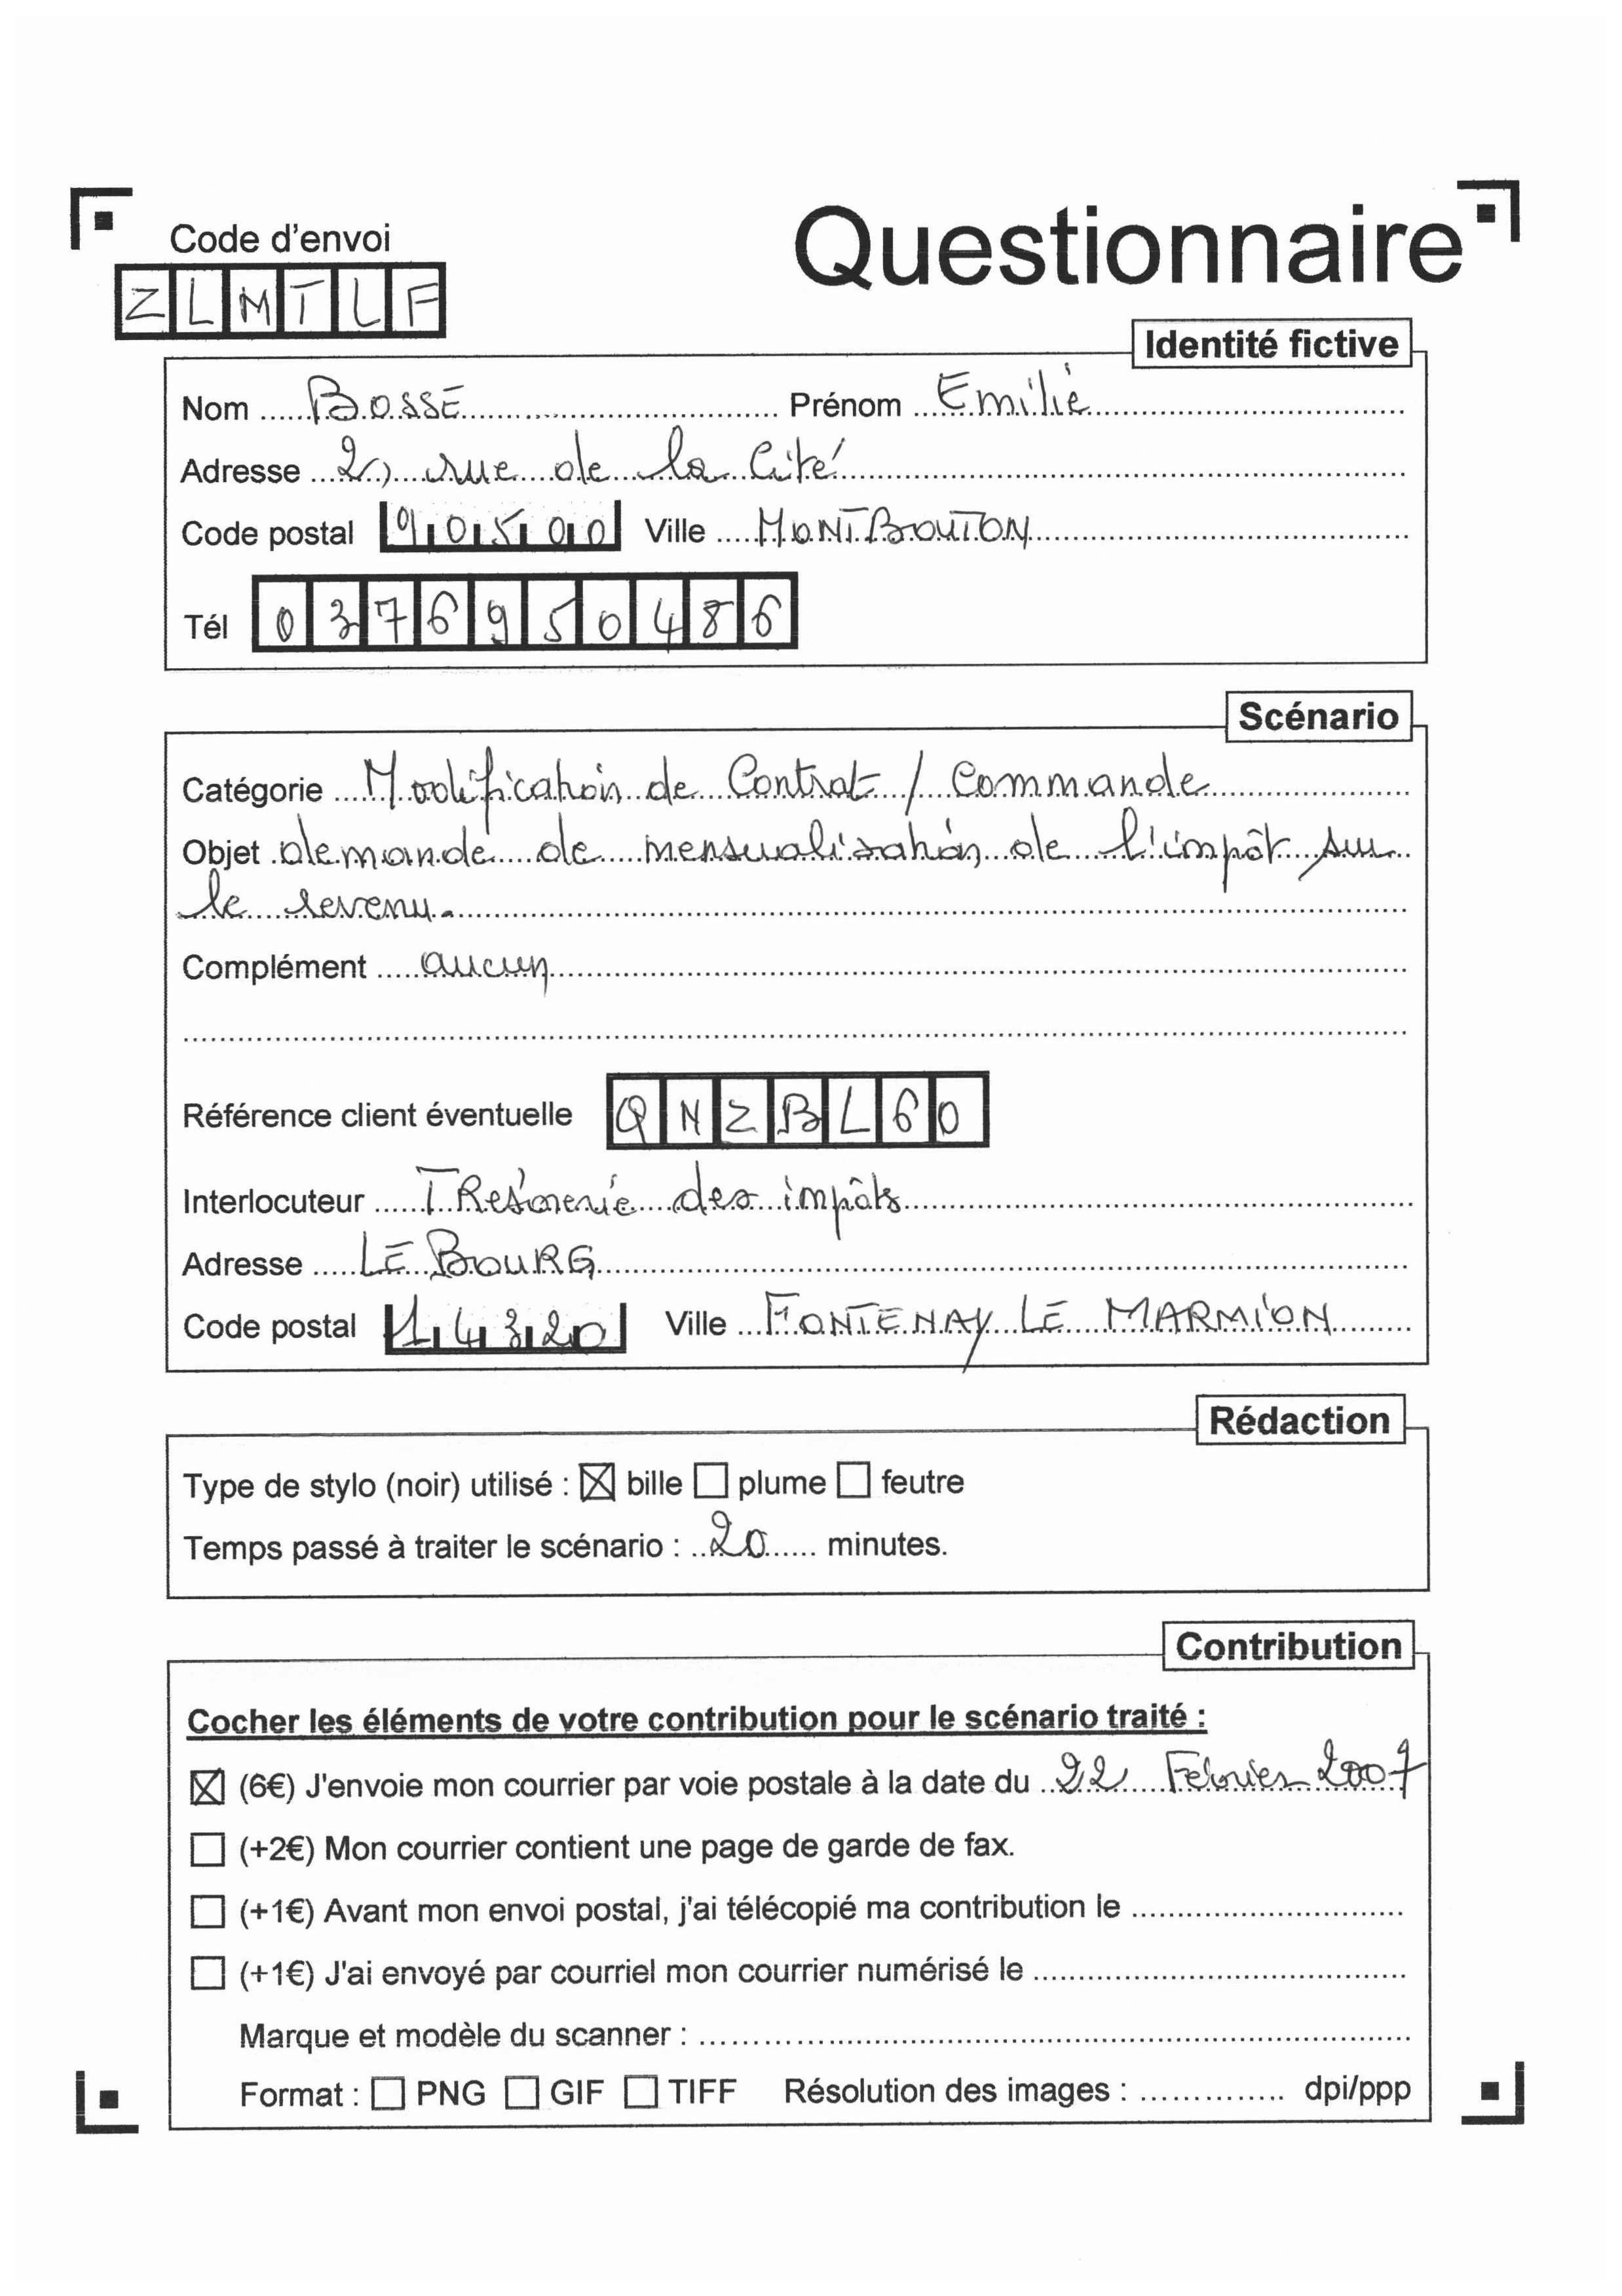 Questionnaire
Code d'envoi
ZLMTLF
Identité fictive
Nom BOSSE Prénom Emilie
Adresse 2, rue de la Cité
Code postal 90500 Ville MONTBOUTON
Tél 0376950486
Scénario
Catégorie Modification de Contrat / Commande
Objet demande de mensualisation de l'impôt sur
le revenu.
Complément aucun
Référence client éventuelle QNZBL60
Interlocuteur TResorerie des impôts
Adresse LE BOURG
Code postal 14320 Ville FONTENAY LE MARMION
Rédaction
Type de stylo (noir) utilisé : ☒ bille ☐ plume ☐ feutre
Temps passé à traiter le scénario : 20 minutes.
Contribution
Cocher les éléments de votre contribution pour le scénario traité :
☒ (6€) J'envoie mon courrier par voie postale à la date du 22 Février 2007
☐ (+2€) Mon courrier contient une page de garde de fax.
☐ (+1€) Avant mon envoi postal, j'ai télécopié ma contribution le
☐ (+1€) J'ai envoyé par courriel mon courrier numérisé le
Marque et modèle du scanner :
Format : ☐ PNG ☐ GIF ☐ TIFF Résolution des images : dpi/ppp